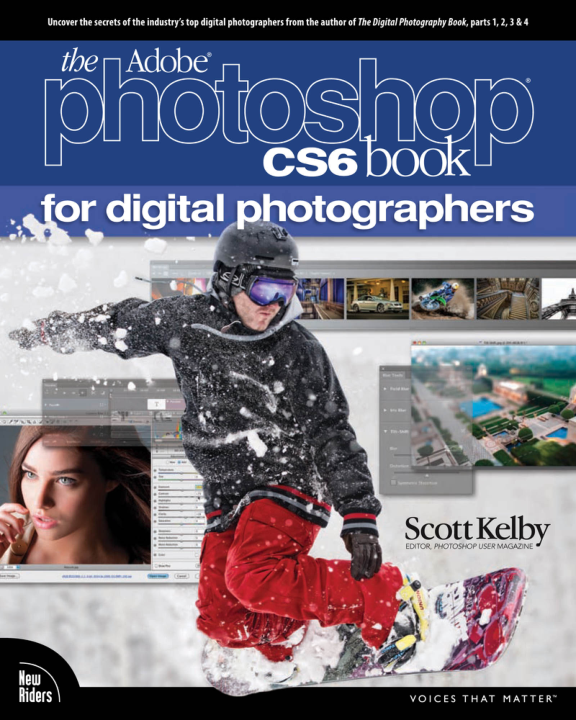 Uncover the secrets of the industry's top digital photographers from the author of The Digital Photography Book, parts 1, 2, 3 & 4
the Adobe®
photoshop®
CS6 book
for digital photographers
Scott Kelby
EDITOR, PHOTOSHOP USER MAGAZINE
New
Riders
VOICES THAT MATTER™